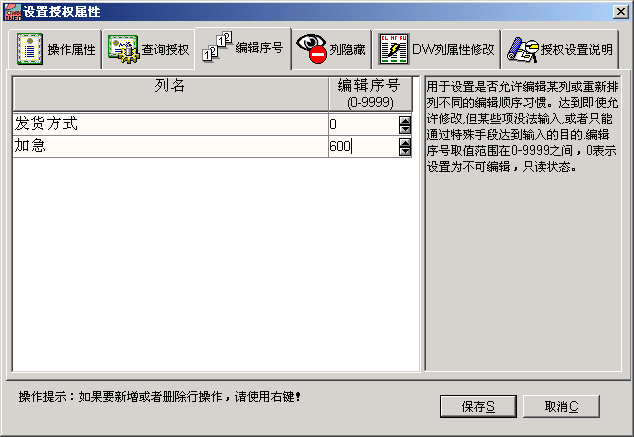 设置授权属性
操作属性 查询授权 编辑序号 列隐藏 DW列属性修改 授权设置说明
列名 编辑序号
(0-9999)
发货方式 0
加急 600
用于设置是否允许编辑某列或重新排
列不同的编辑顺序习惯。达到即使允
许修改,但某些项没法输入,或者只能
通过特殊手段达到输入的目的.编辑
序号取值范围在0-9999之间，0表示
设置为不可编辑，只读状态。
操作提示：如果要新增或者删除行操作，请使用右键!
保存S 取消C